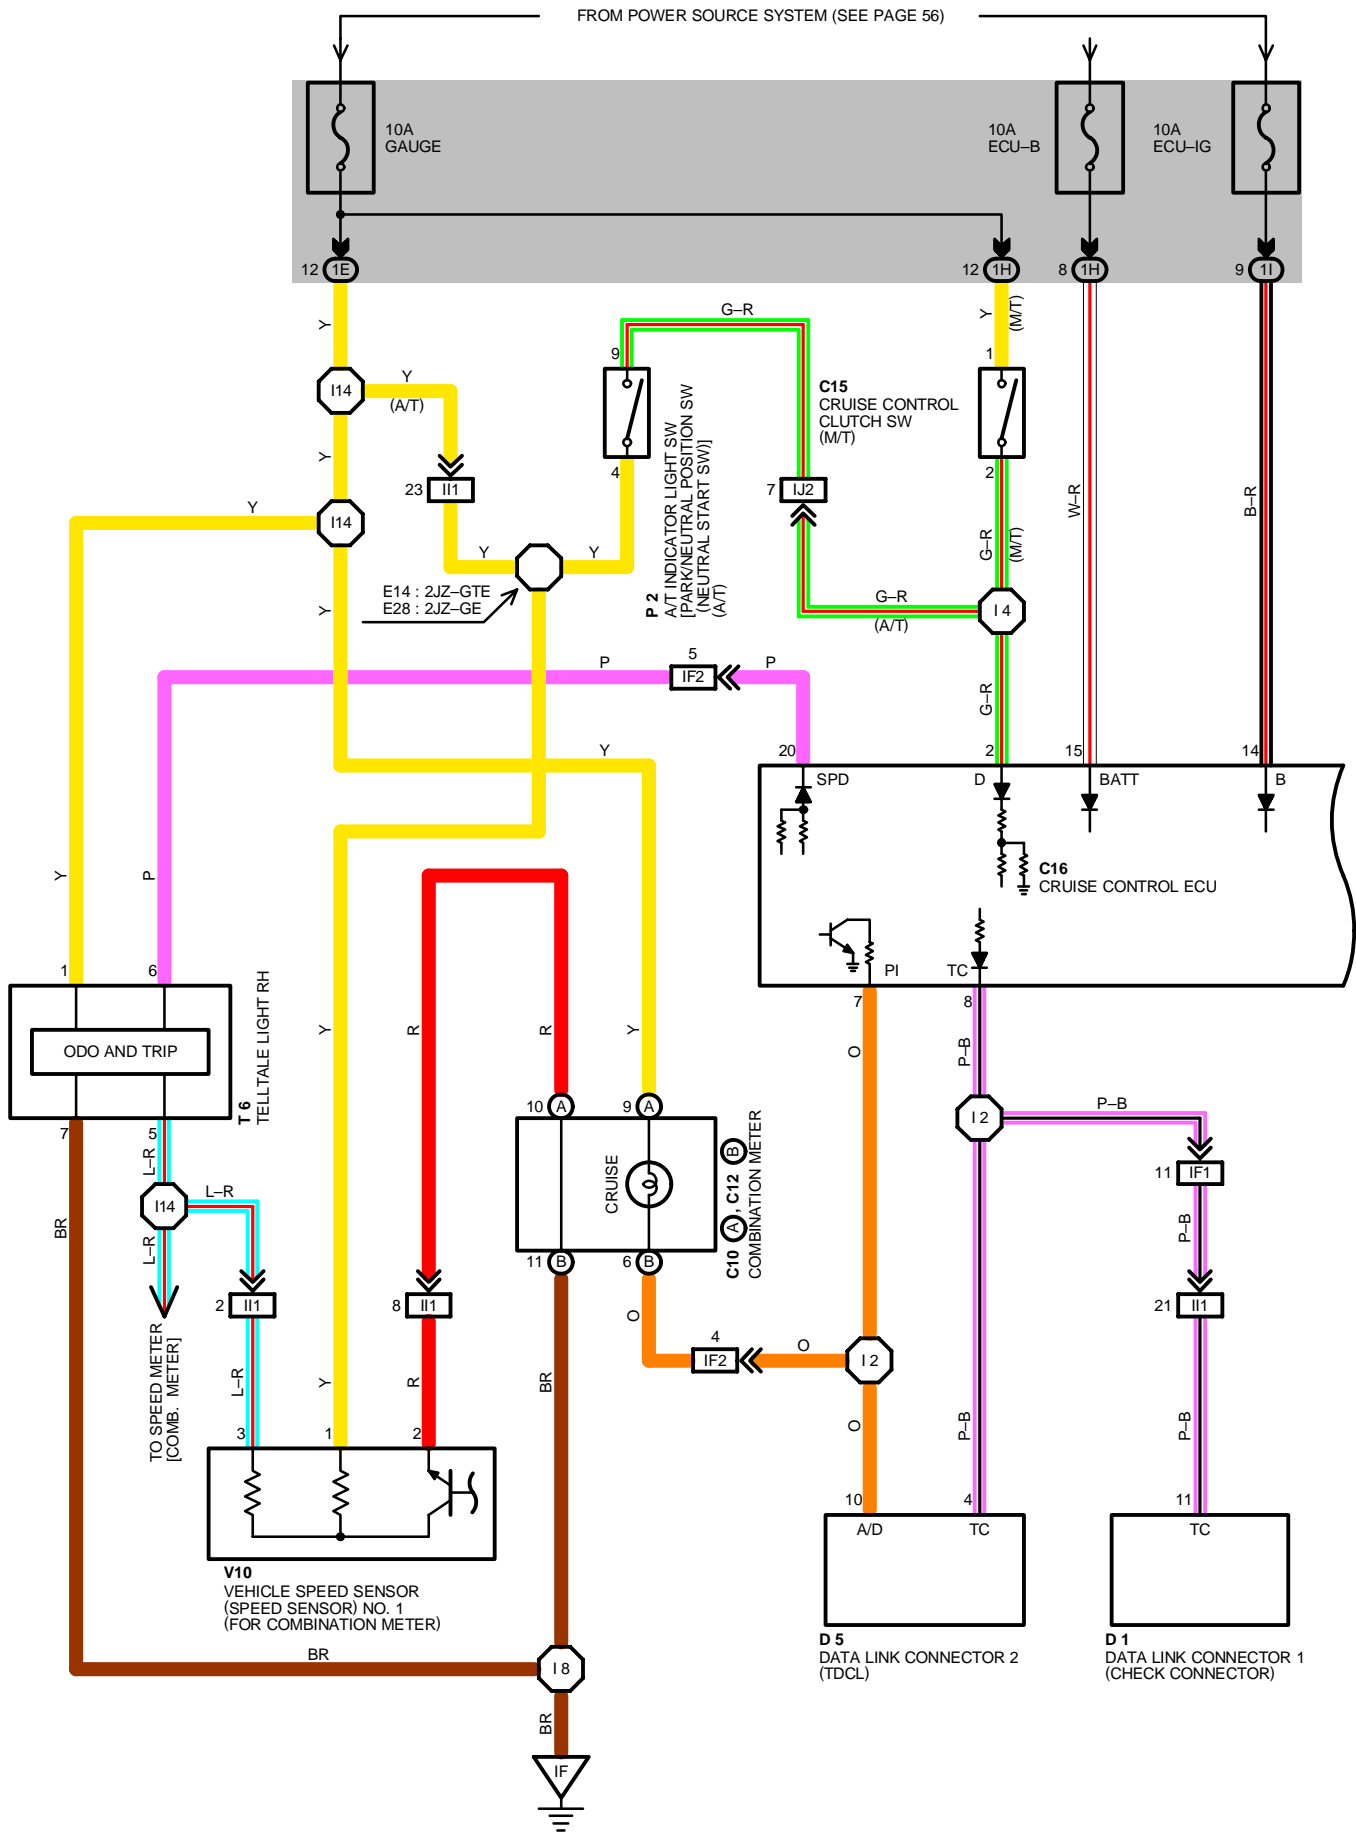 FROM POWER SOURCE SYSTEM (SEE PAGE 56)
10A
GAUGE
10A
ECU–B
10A
ECU–IG
12 1E
12 1H
8 1H
9 1I
Y
Y
(M/T)
G–R
9
1
I14
Y
(A/T)
C15
CRUISE CONTROL
CLUTCH SW
(M/T)
4
2
Y
23 II1
7 IJ2
W–R
B–R
P 2
A/T INDICATOR LIGHT SW
[PARK/NEUTRAL POSITION SW
(NEUTRAL START SW)]
(A/T)
Y
I14
G–R
(M/T)
Y
Y
E14 : 2JZ–GTE
E28 : 2JZ–GE
Y
G–R
(A/T)
I 4
P
5
IF2
P
G–R
Y
20
2
15
14
SPD
D
BATT
B
C16
CRUISE CONTROL ECU
PI
TC
Y
P
1
6
7
8
ODO AND TRIP
T 6
TELLTALE LIGHT RH
Y
R
R
Y
O
P–B
10 A
9 A
I 2
P–B
7
5
L–R
CRUISE
C10 A , C12 B
COMBINATION METER
11 IF1
I14
L–R
BR
L–R
P–B
11 B
6 B
TO SPEED METER
[COMB. METER]
2 II1
8 II1
O
21 II1
4
IF2
O
I 2
L–R
Y
R
BR
O
P–B
P–B
3
1
2
10
4
11
A/D
TC
TC
V10
VEHICLE SPEED SENSOR
(SPEED SENSOR) NO. 1
(FOR COMBINATION METER)
D 5
DATA LINK CONNECTOR 2
(TDCL)
D 1
DATA LINK CONNECTOR 1
(CHECK CONNECTOR)
BR
I 8
BR
IF